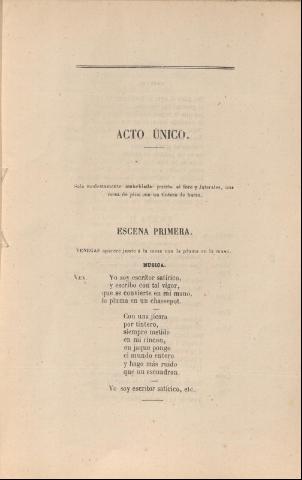 ACTO ÚNICO.
Sala modestamente amueblada puerta al foro y laterales, una
mesa de pino con un tintero de barro.
ESCENA PRIMERA.
VENEGAS aparece junto á la mesa con la pluma en la mano.
MUSICA.
VEN. Yo soy escritor satírico,
y escribo con tal vigor,
que se convierte en mi mano,
la pluma en un chassepot.
Con una jícara
por tintero,
siempre metido
en mi rincon,
en jaque pongo
el mundo entero
y hago más ruido
que un escuadron.
Yo soy escritor satírico, etc.